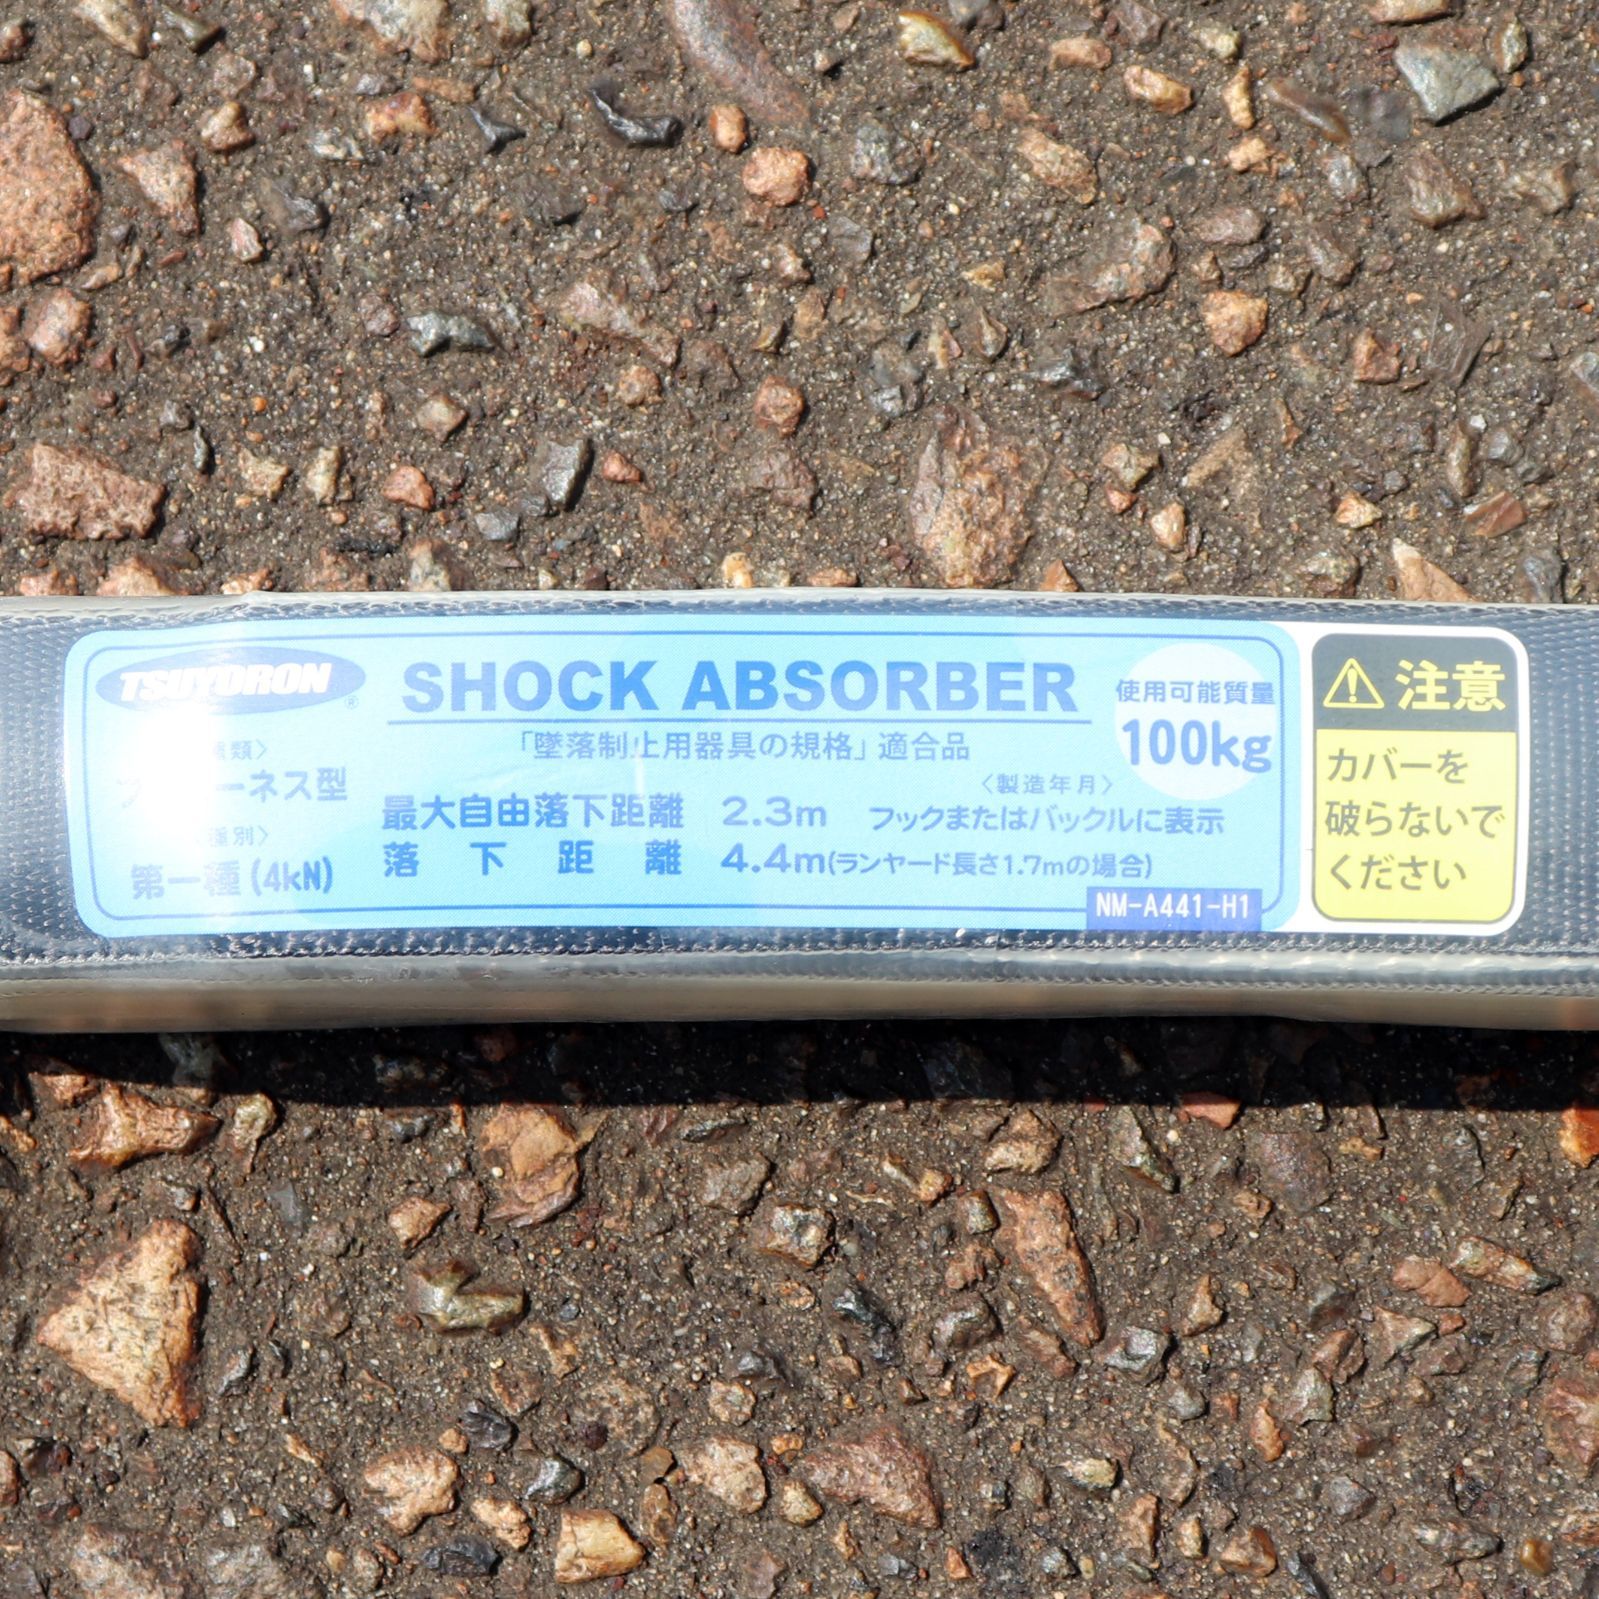 TSUYORON
®
SHOCK ABSORBER
使用可能質量
100kg
「墜落制止用器具の規格」適合品
類〉
ーネス型
最大自由落下距離 2.3m
〈製造年月〉
フックまたはバックルに表示
種別〉
第一種(4kN)
落下距離 4.4m(ランヤード長さ1.7mの場合)
NM-A441-H1
注意
カバーを
破らないで
ください